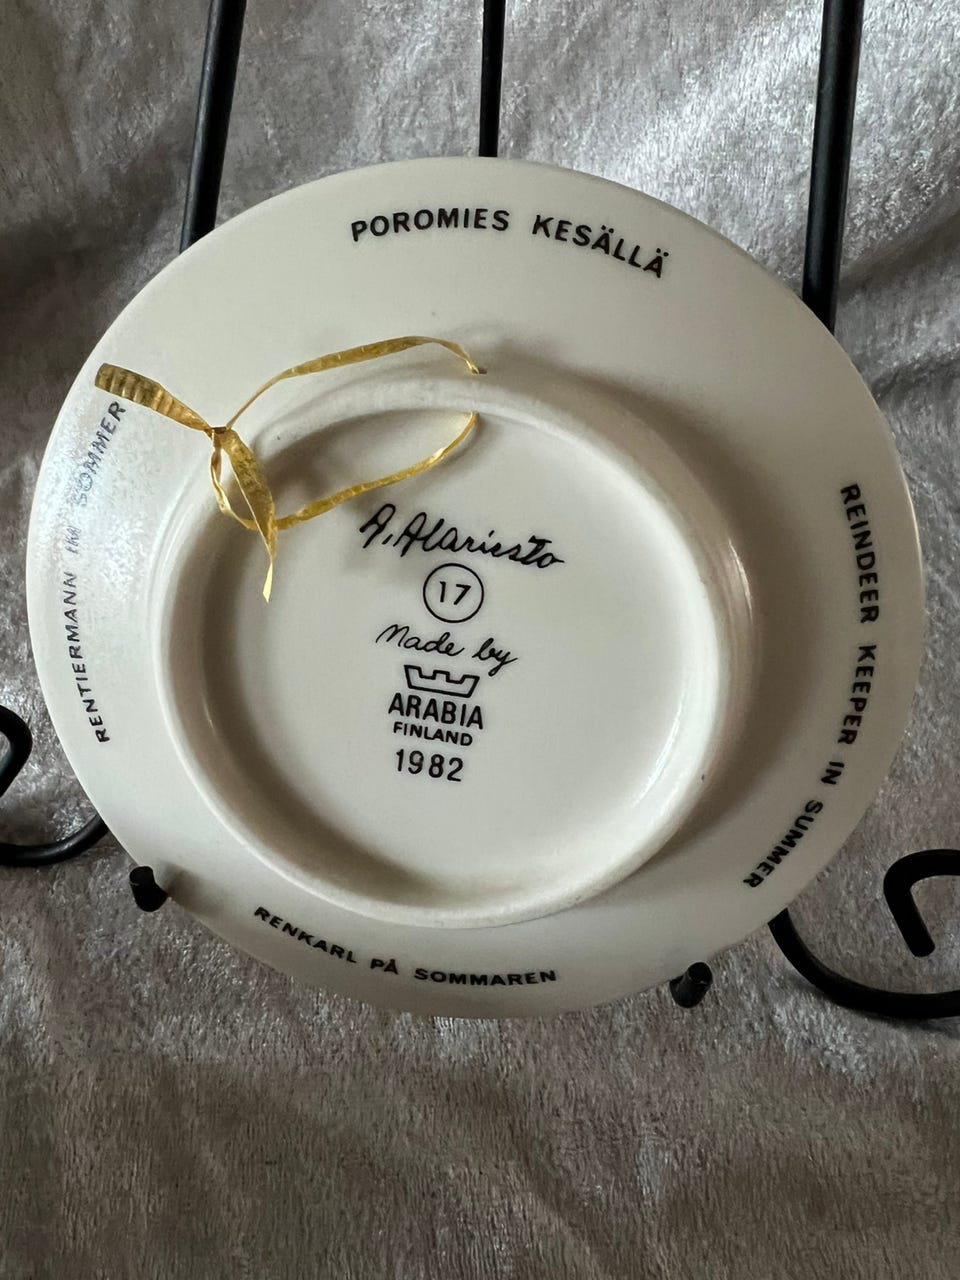 POROMIES KESÄLLÄ
REINDEER KEEPER IN SUMMER
RENKARL PÅ SOMMAREN
RENTIERMANN IM SOMMER
A. Alariesto
17
Made by
ARABIA
FINLAND
1982